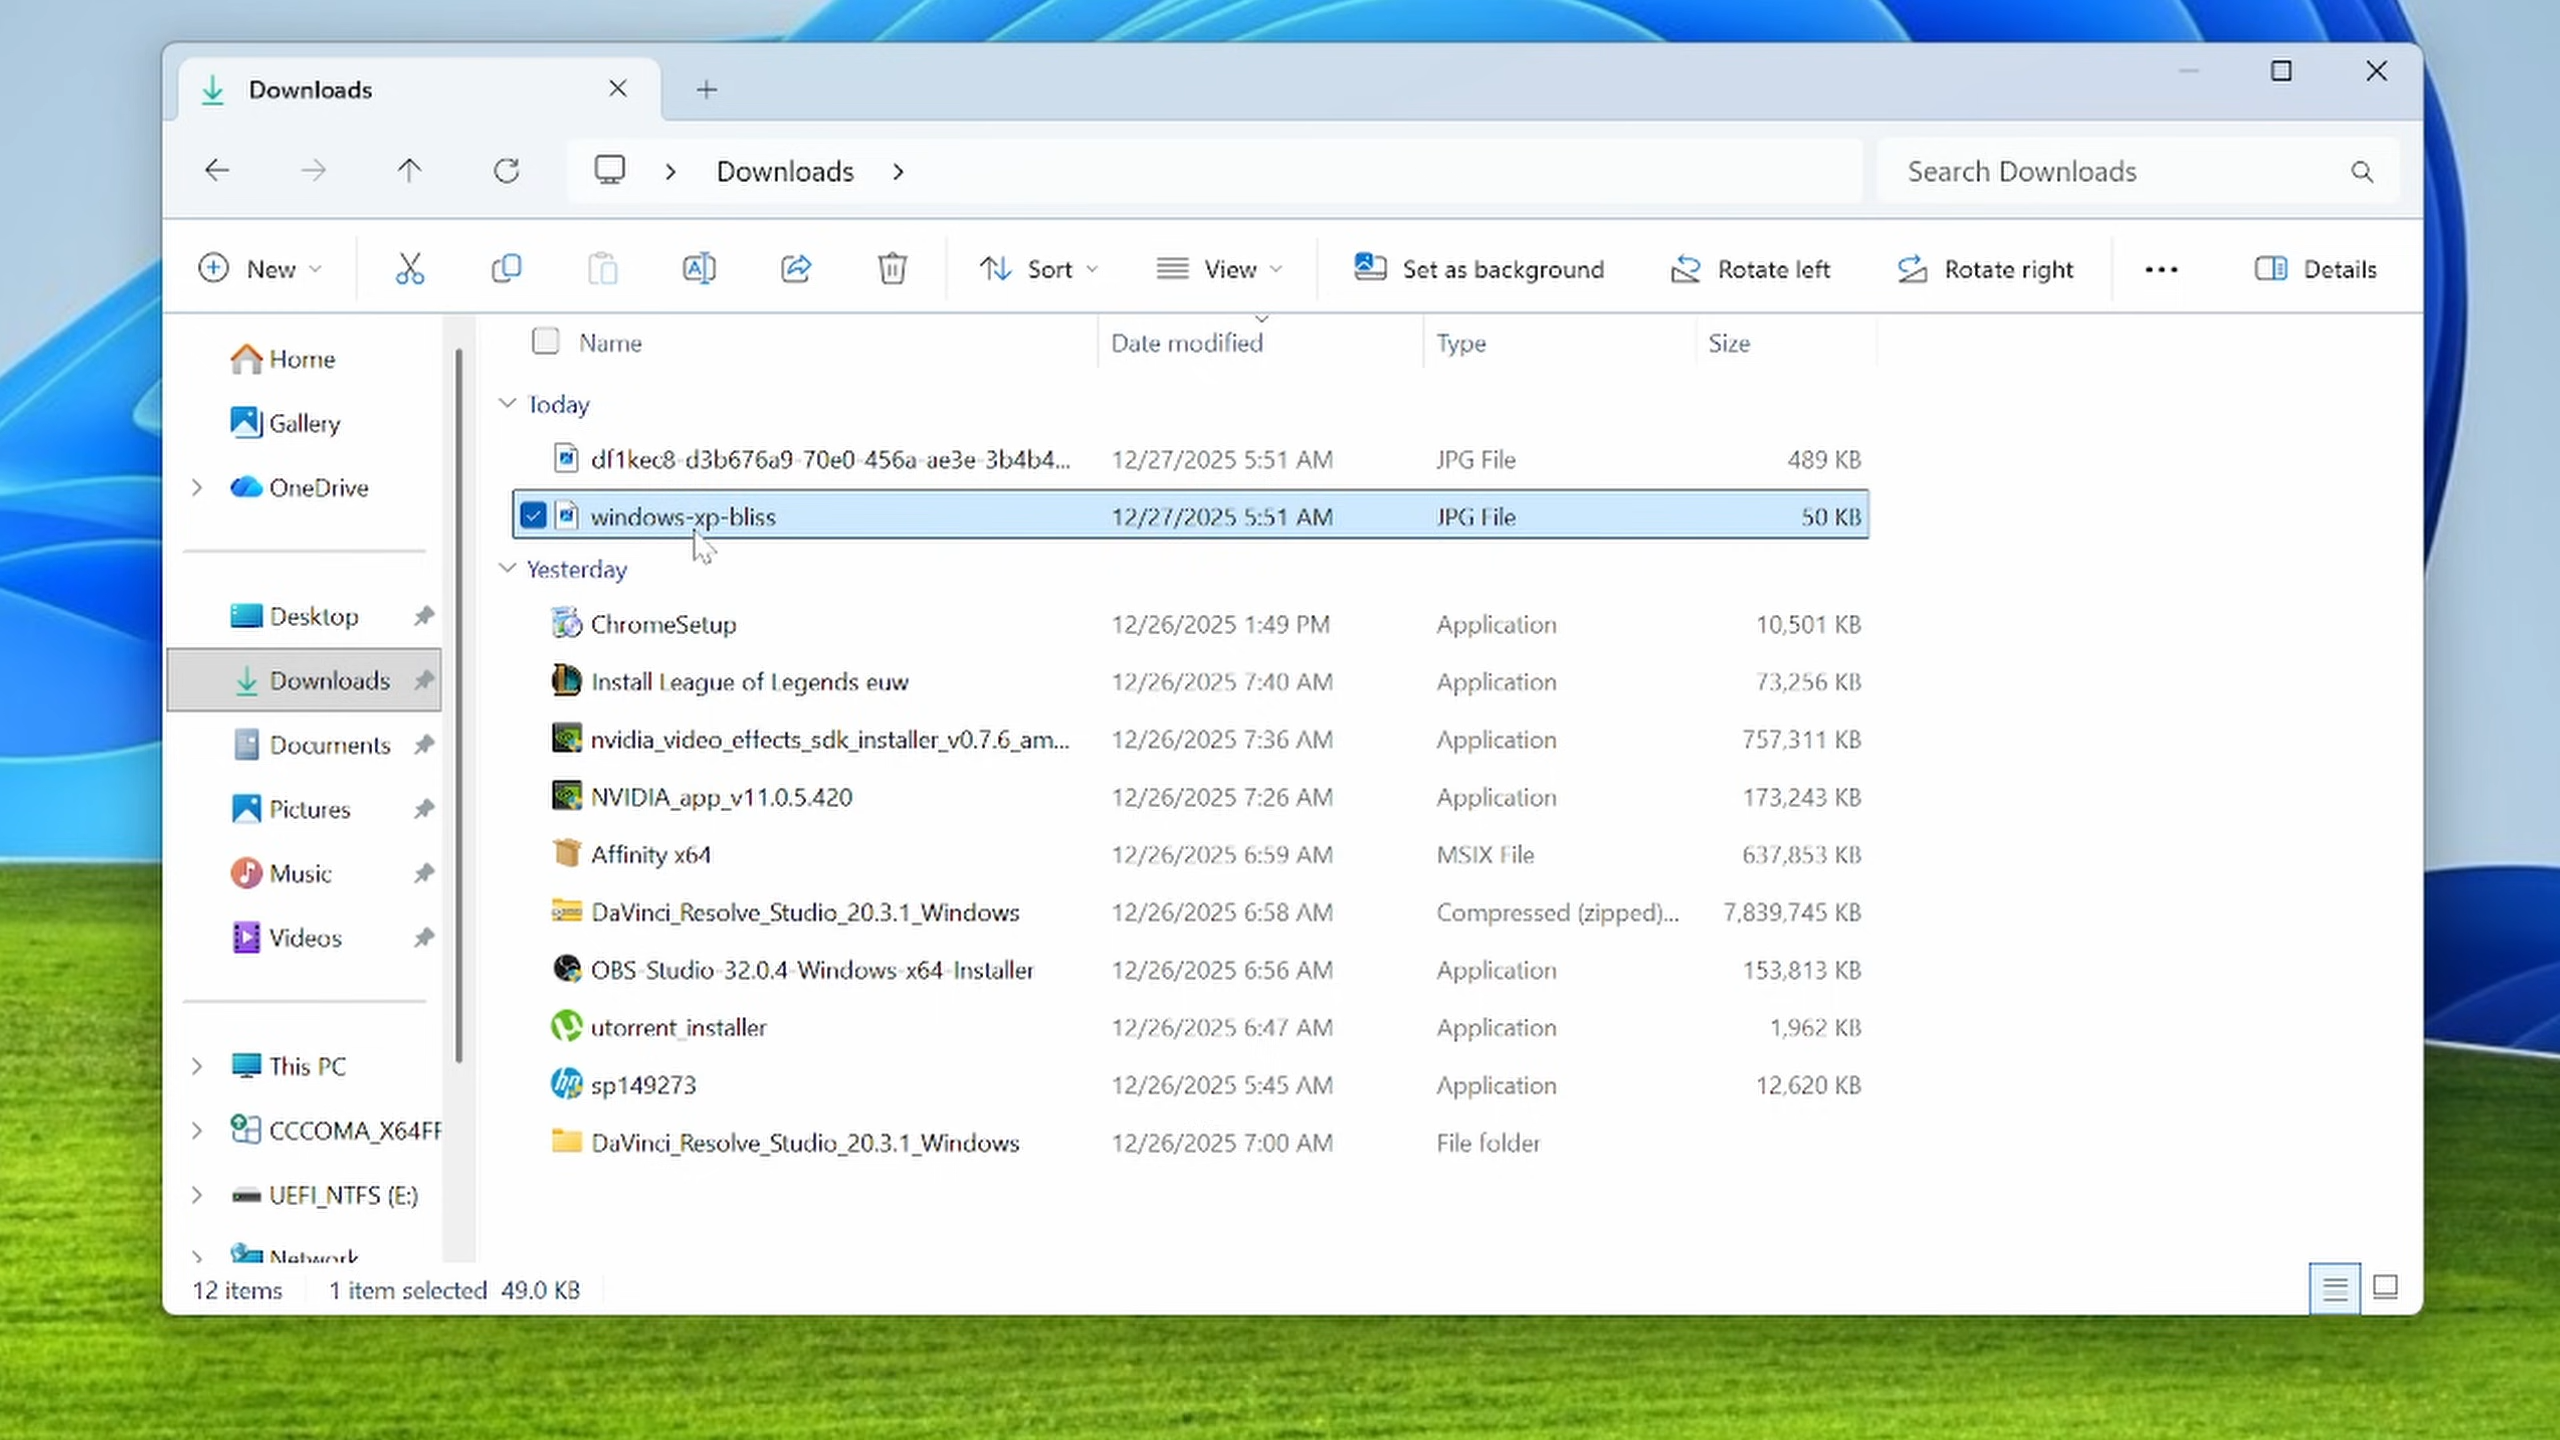 Downloads
Downloads
Search Downloads
New
Sort
View
Set as background
Rotate left
Rotate right
Details
Home
Gallery
OneDrive
Desktop
Downloads
Documents
Pictures
Music
Videos
This PC
CCCOMA_X64FF
UEFI_NTFS (E:)
Network
Name Date modified Type Size
Today
df1kec8-d3b676a9-70e0-456a-ae3e-3b4b4... 12/27/2025 5:51 AM JPG File 489 KB
windows-xp-bliss 12/27/2025 5:51 AM JPG File 50 KB
Yesterday
ChromeSetup 12/26/2025 1:49 PM Application 10,501 KB
Install League of Legends euw 12/26/2025 7:40 AM Application 73,256 KB
nvidia_video_effects_sdk_installer_v0.7.6_am... 12/26/2025 7:36 AM Application 757,311 KB
NVIDIA_app_v11.0.5.420 12/26/2025 7:26 AM Application 173,243 KB
Affinity x64 12/26/2025 6:59 AM MSIX File 637,853 KB
DaVinci_Resolve_Studio_20.3.1_Windows 12/26/2025 6:58 AM Compressed (zipped)... 7,839,745 KB
OBS-Studio-32.0.4-Windows-x64-Installer 12/26/2025 6:56 AM Application 153,813 KB
utorrent_installer 12/26/2025 6:47 AM Application 1,962 KB
sp149273 12/26/2025 5:45 AM Application 12,620 KB
DaVinci_Resolve_Studio_20.3.1_Windows 12/26/2025 7:00 AM File folder
12 items 1 item selected 49.0 KB